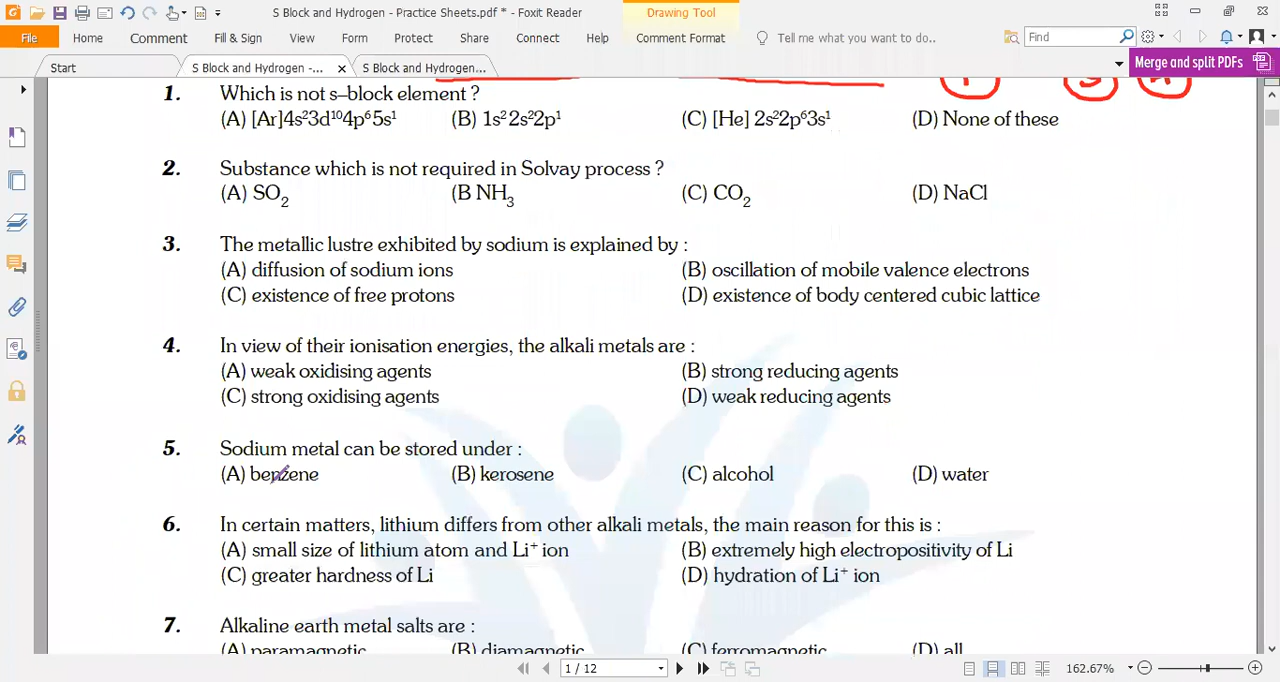 S Block and Hydrogen - Practice Sheets.pdf * - Foxit Reader
Drawing Tool
File Home Comment Fill & Sign View Form Protect Share Connect Help Comment Format Tell me what you want to do.. Find
Start S Block and Hydrogen -... S Block and Hydrogen... Merge and split PDFs
1. Which is not s–block element ?
(A) [Ar]4s²3d¹⁰4p⁶5s¹ (B) 1s² 2s² 2p¹ (C) [He] 2s²2p⁶3s¹ (D) None of these
2. Substance which is not required in Solvay process ?
(A) SO₂ (B NH₃ (C) CO₂ (D) NaCl
3. The metallic lustre exhibited by sodium is explained by :
(A) diffusion of sodium ions (B) oscillation of mobile valence electrons
(C) existence of free protons (D) existence of body centered cubic lattice
4. In view of their ionisation energies, the alkali metals are :
(A) weak oxidising agents (B) strong reducing agents
(C) strong oxidising agents (D) weak reducing agents
5. Sodium metal can be stored under :
(A) benzene (B) kerosene (C) alcohol (D) water
6. In certain matters, lithium differs from other alkali metals, the main reason for this is :
(A) small size of lithium atom and Li⁺ ion (B) extremely high electropositivity of Li
(C) greater hardness of Li (D) hydration of Li⁺ ion
7. Alkaline earth metal salts are :
(A) paramagnetic (B) diamagnetic (C) ferromagnetic (D) all
1 / 12 162.67%